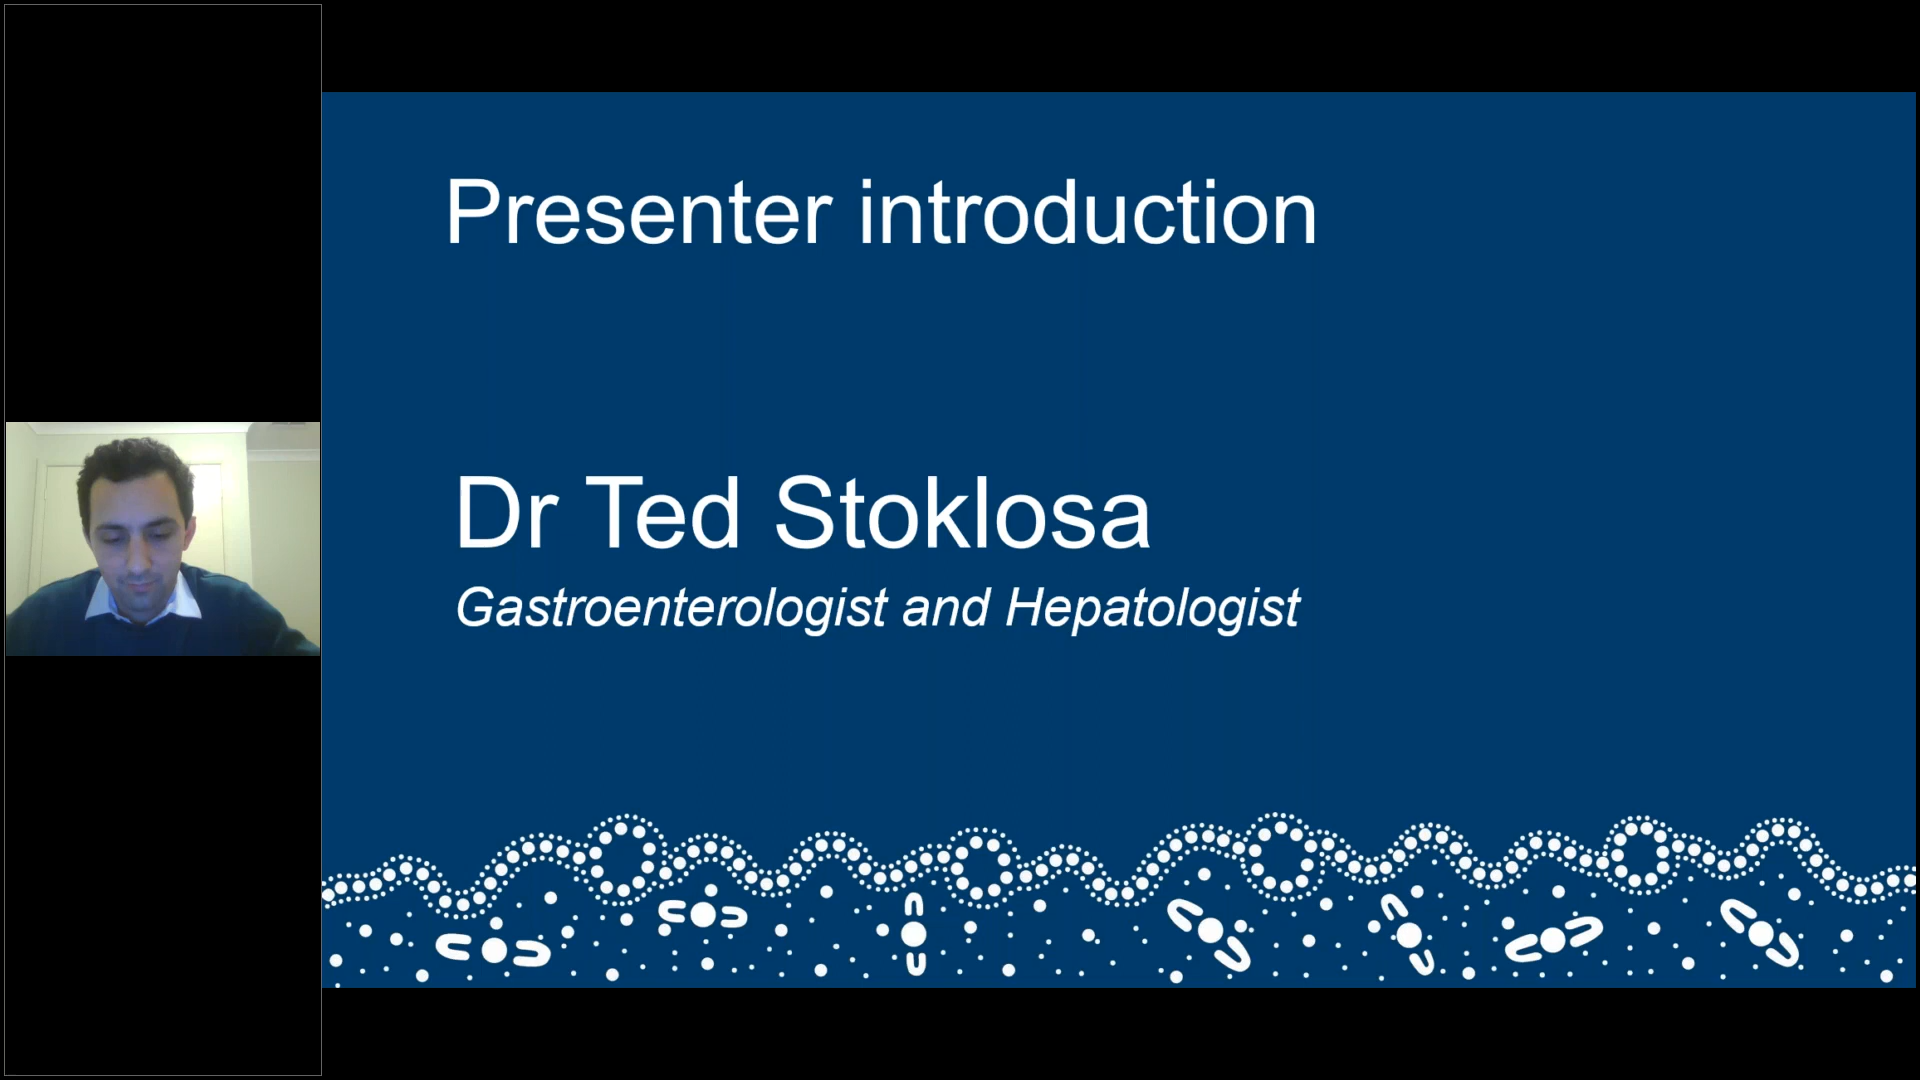 Presenter introduction
Dr Ted Stoklosa
Gastroenterologist and Hepatologist